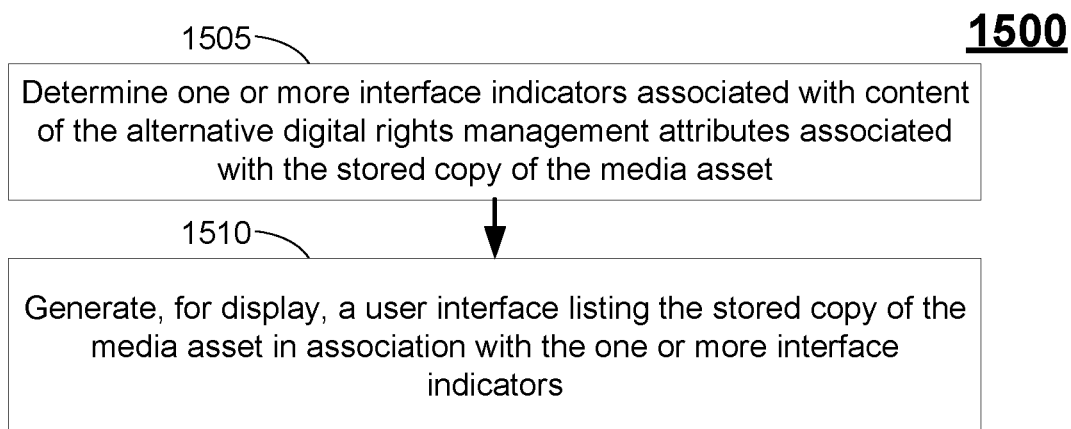 1500
1505
Determine one or more interface indicators associated with content
of the alternative digital rights management attributes associated
with the stored copy of the media asset
1510
Generate, for display, a user interface listing the stored copy of the
media asset in association with the one or more interface
indicators